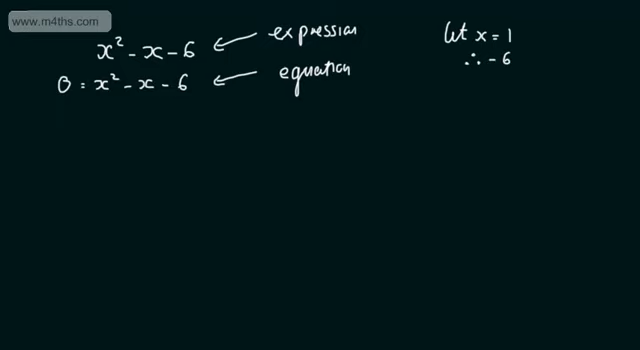 www.m4ths.com
x² - x - 6 ← expression
0 = x² - x - 6 ← equation
let x = 1
∴ - 6